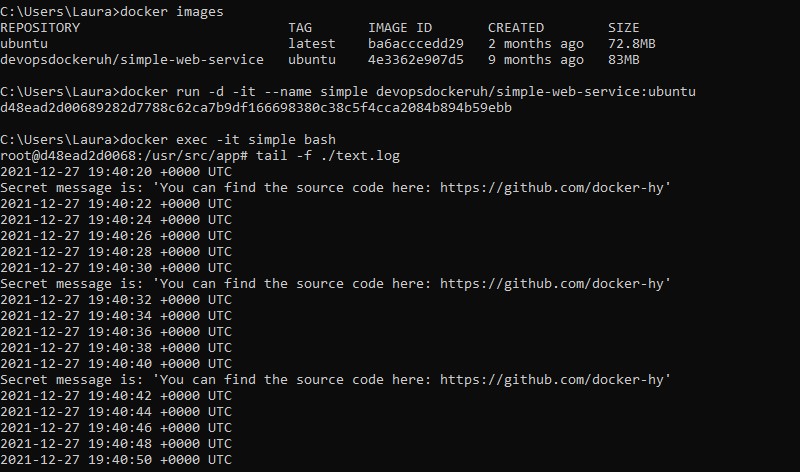 C:\Users\Laura>docker images
REPOSITORY TAG IMAGE ID CREATED SIZE
ubuntu latest ba6acccedd29 2 months ago 72.8MB
devopsdockeruh/simple-web-service ubuntu 4e3362e907d5 9 months ago 83MB
C:\Users\Laura>docker run -d -it --name simple devopsdockeruh/simple-web-service:ubuntu
d48ead2d00689282d7788c62ca7b9df166698380c38c5f4cca2084b894b59ebb
C:\Users\Laura>docker exec -it simple bash
root@d48ead2d0068:/usr/src/app# tail -f ./text.log
2021-12-27 19:40:20 +0000 UTC
Secret message is: 'You can find the source code here: https://github.com/docker-hy'
2021-12-27 19:40:22 +0000 UTC
2021-12-27 19:40:24 +0000 UTC
2021-12-27 19:40:26 +0000 UTC
2021-12-27 19:40:28 +0000 UTC
2021-12-27 19:40:30 +0000 UTC
Secret message is: 'You can find the source code here: https://github.com/docker-hy'
2021-12-27 19:40:32 +0000 UTC
2021-12-27 19:40:34 +0000 UTC
2021-12-27 19:40:36 +0000 UTC
2021-12-27 19:40:38 +0000 UTC
2021-12-27 19:40:40 +0000 UTC
Secret message is: 'You can find the source code here: https://github.com/docker-hy'
2021-12-27 19:40:42 +0000 UTC
2021-12-27 19:40:44 +0000 UTC
2021-12-27 19:40:46 +0000 UTC
2021-12-27 19:40:48 +0000 UTC
2021-12-27 19:40:50 +0000 UTC